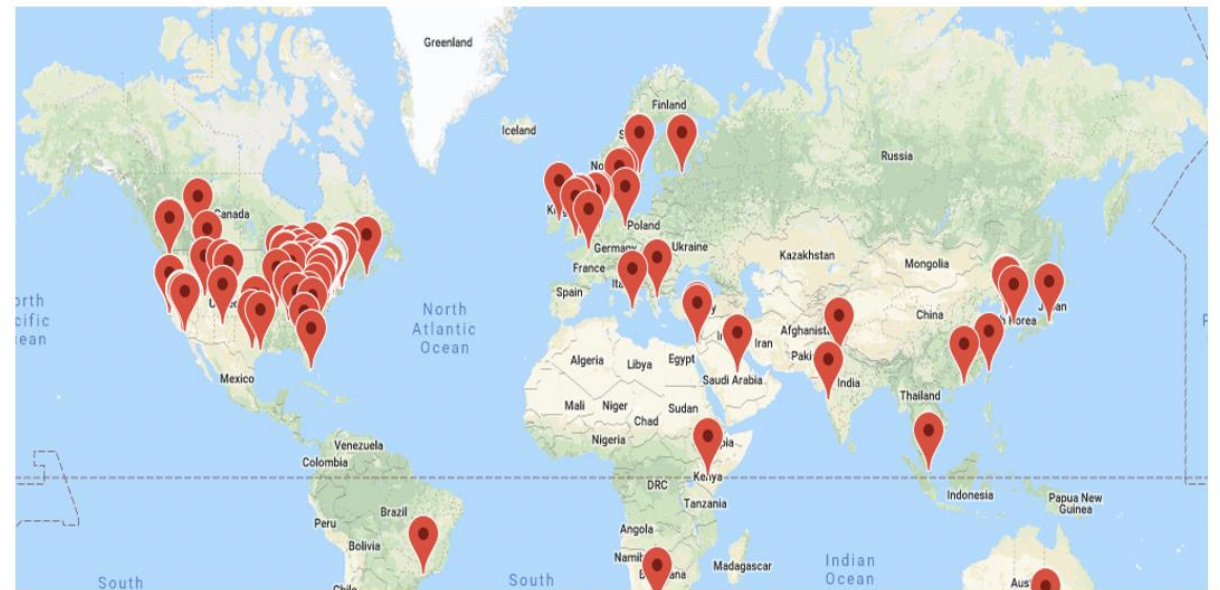 Greenland
Finland
Iceland
Russia
Canada
Poland
Ukraine
Germany
Kazakhstan
Mongolia
France
Spain
North
Atlantic
Ocean
China
Afghanist
Iran
Algeria
Libya
Egypt
Saudi Arabia
India
Mexico
Thailand
Mali
Niger
Chad
Sudan
Nigeria
Venezuela
Colombia
Kenya
DRC
Tanzania
Indonesia
Papua New
Guinea
Peru
Brazil
Angola
Bolivia
Madagascar
Indian
Ocean
South
South